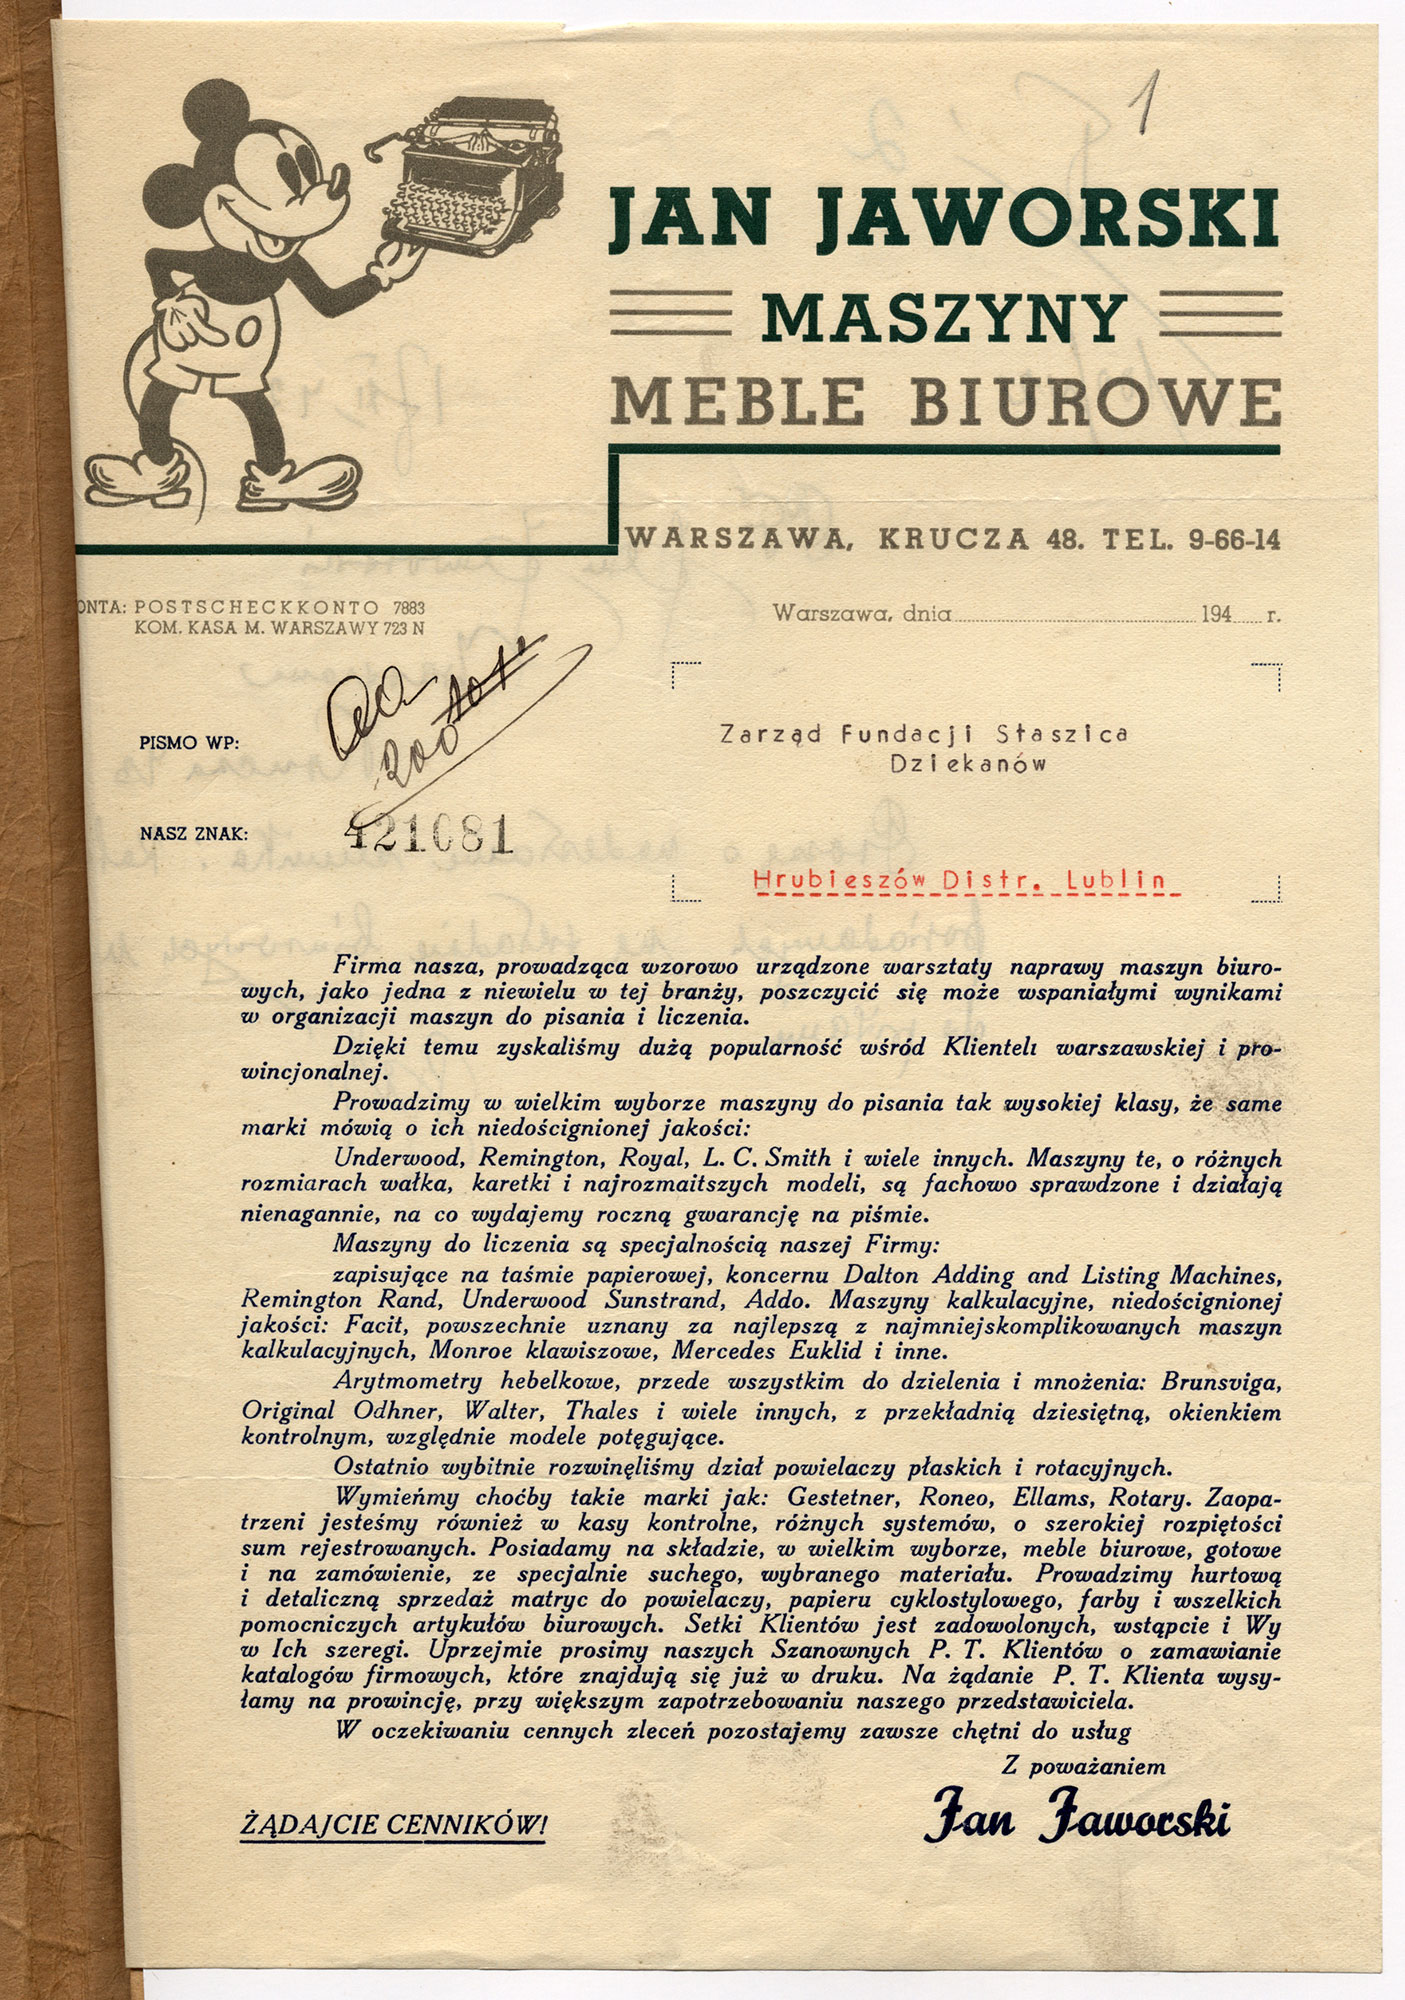 1
JAN JAWORSKI
MASZYNY
MEBLE BIUROWE
WARSZAWA, KRUCZA 48. TEL. 9-66-14
ONTA: POSTSCHECKKONTO 7883
KOM. KASA M. WARSZAWY 723 N
Warszawa, dnia 194 r.
PISMO WP:
200
Zarząd Fundacji Staszica
Dziekanów
NASZ ZNAK: 421081
Hrubieszów Distr. Lublin
Firma nasza, prowadząca wzorowo urządzone warsztaty naprawy maszyn biuro-
wych, jako jedna z niewielu w tej branży, poszczycić się może wspaniałymi wynikami
w organizacji maszyn do pisania i liczenia.
Dzięki temu zyskaliśmy dużą popularność wśród Klienteli warszawskiej i pro-
wincjonalnej.
Prowadzimy w wielkim wyborze maszyny do pisania tak wysokiej klasy, że same
marki mówią o ich niedoścignionej jakości:
Underwood, Remington, Royal, L. C. Smith i wiele innych. Maszyny te, o różnych
rozmiarach wałka, karetki i najrozmaitszych modeli, są fachowo sprawdzone i działają
nienagannie, na co wydajemy roczną gwarancję na piśmie.
Maszyny do liczenia są specjalnością naszej Firmy:
zapisujące na taśmie papierowej, koncernu Dalton Adding and Listing Machines,
Remington Rand, Underwood Sunstrand, Addo. Maszyny kalkulacyjne, niedoścignionej
jakości: Facit, powszechnie uznany za najlepszą z najmniejskomplikowanych maszyn
kalkulacyjnych, Monroe klawiszowe, Mercedes Euklid i inne.
Arytmometry hebelkowe, przede wszystkim do dzielenia i mnożenia: Brunsviga,
Original Odhner, Walter, Thales i wiele innych, z przekładnią dziesiętną, okienkiem
kontrolnym, względnie modele potęgujące.
Ostatnio wybitnie rozwinęliśmy dział powielaczy płaskich i rotacyjnych.
Wymieńmy choćby takie marki jak: Gestetner, Roneo, Ellams, Rotary. Zaopa-
trzeni jesteśmy również w kasy kontrolne, różnych systemów, o szerokiej rozpiętości
sum rejestrowanych. Posiadamy na składzie, w wielkim wyborze, meble biurowe, gotowe
i na zamówienie, ze specjalnie suchego, wybranego materiału. Prowadzimy hurtową
i detaliczną sprzedaż matryc do powielaczy, papieru cyklostylowego, farby i wszelkich
pomocniczych artykułów biurowych. Setki Klientów jest zadowolonych, wstąpcie i Wy
w Ich szeregi. Uprzejmie prosimy naszych Szanownych P. T. Klientów o zamawianie
katalogów firmowych, które znajdują się już w druku. Na żądanie P. T. Klienta wysy-
łamy na prowincję, przy większym zapotrzebowaniu naszego przedstawiciela.
W oczekiwaniu cennych zleceń pozostajemy zawsze chętni do usług
Z poważaniem
Jan Jaworski
ŻĄDAJCIE CENNIKÓW!